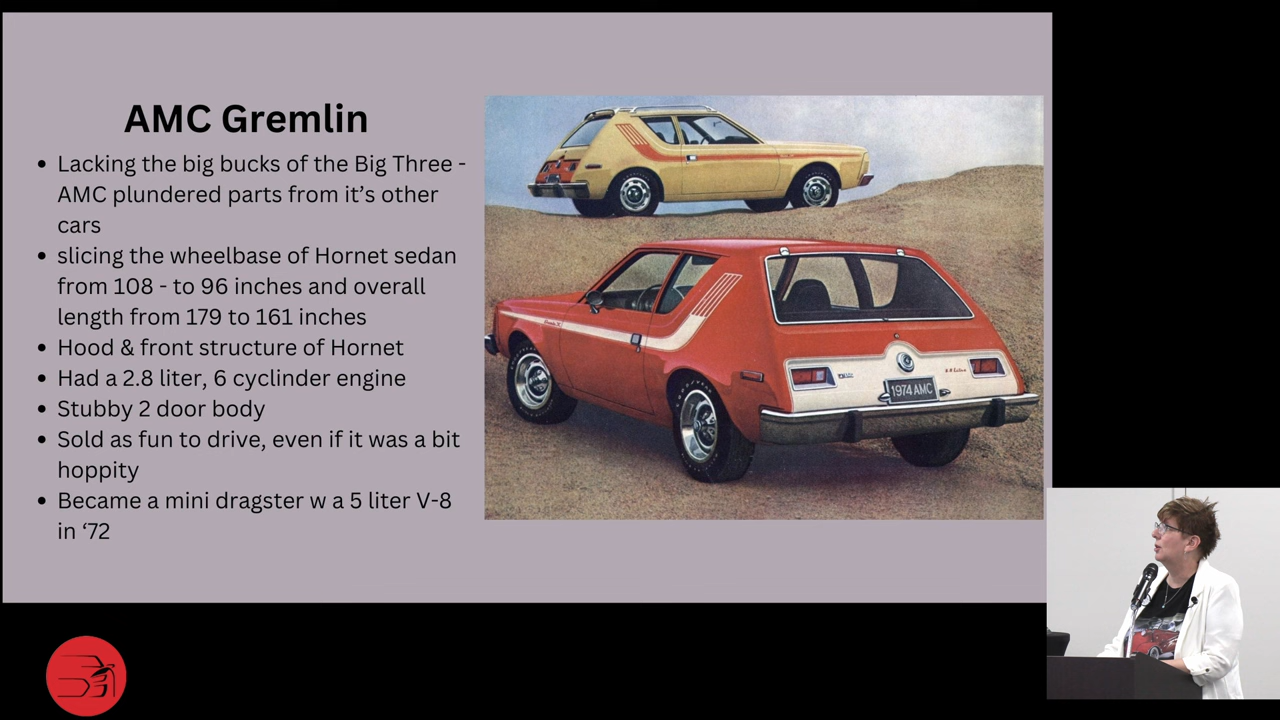 AMC Gremlin
• Lacking the big bucks of the Big Three -
AMC plundered parts from it’s other
cars
• slicing the wheelbase of Hornet sedan
from 108 - to 96 inches and overall
length from 179 to 161 inches
• Hood & front structure of Hornet
• Had a 2.8 liter, 6 cyclinder engine
• Stubby 2 door body
• Sold as fun to drive, even if it was a bit
hoppity
• Became a mini dragster w a 5 liter V-8
in ‘72
1974 AMC